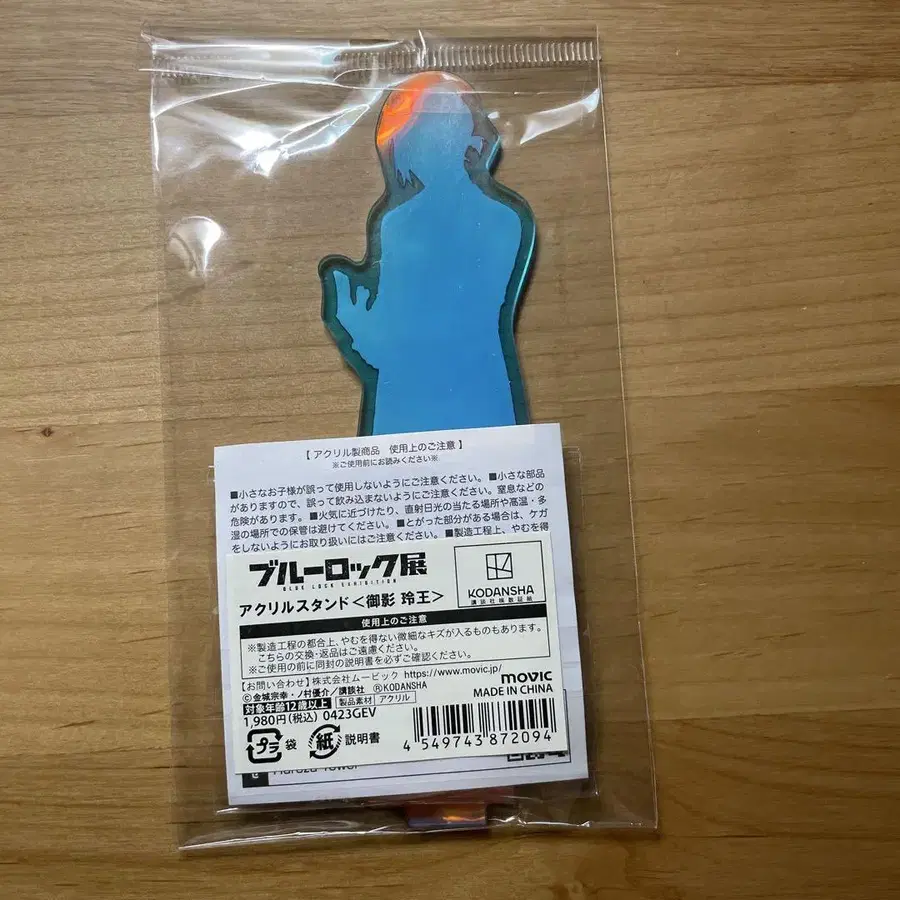 【 アクリル製商品　使用上のご注意 】
※ご使用前にお読みください※
■小さなお子様が誤って使用しないようにご注意ください。■小さな部品
がありますので、誤って飲み込まないようにご注意ください。窒息などの
危険があります。■火気に近づけたり、直射日光の当たる場所や高温・多
湿の場所での保管は避けてください。■とがった部分がある場合は、ケガ
をしないようにお取り扱いにはご注意ください。■製造工程上、やむを得
ブルーロック展
BLUE LOCK EXHIBITION
アクリルスタンド＜御影 玲王＞
KODANSHA
講談社模数証紙
使用上のご注意
※製造工程の都合上、やむを得ない微細なキズが入るものもあります。
こちらの交換・返品はご遠慮ください。
※ご使用の前に同封の説明書を必ずご確認ください。
【お問い合わせ】株式会社ムービック https://www.movic.jp/
©金城宗幸・ノ村優介／講談社 ®KODANSHA
movic
MADE IN CHINA
対象年齢12歳以上 製品素材 アクリル
1,980円(税込) 0423GEV
プラ 袋 紙 説明書
4 549743 872094